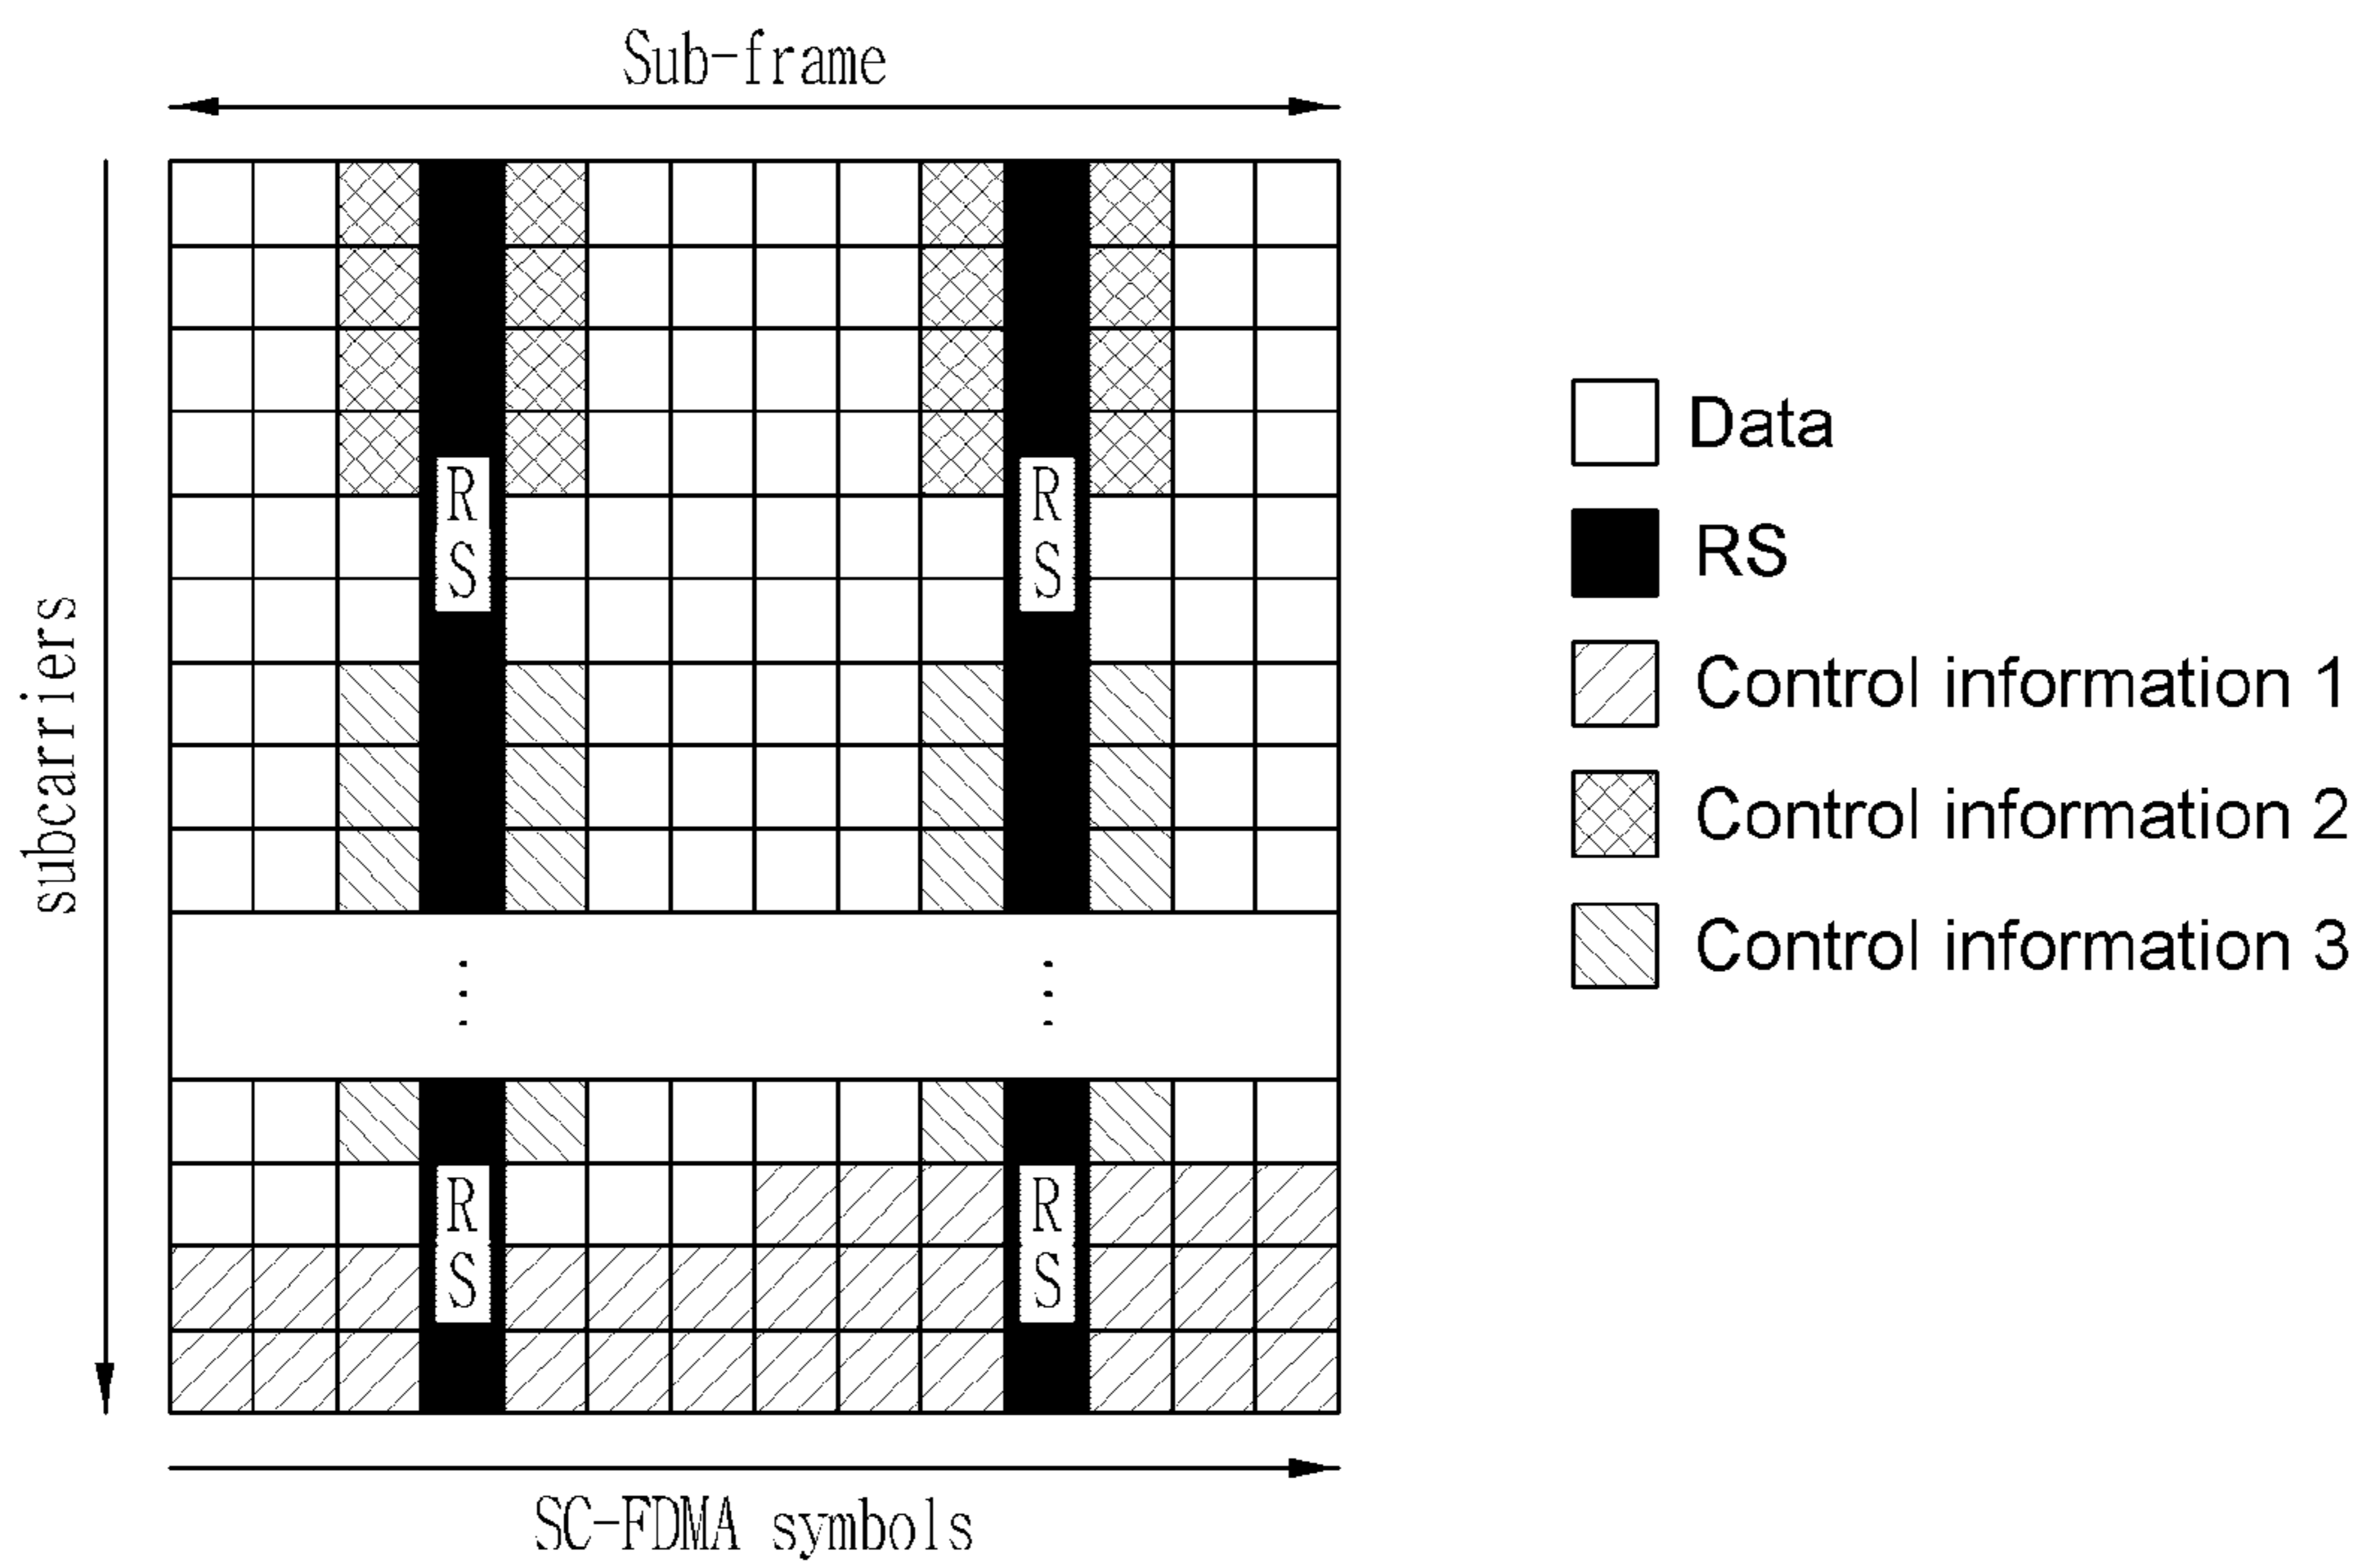 Sub-frame
subcarriers
R
S
R
S
R
S
R
S
SC-FDMA symbols
Data
RS
Control information 1
Control information 2
Control information 3